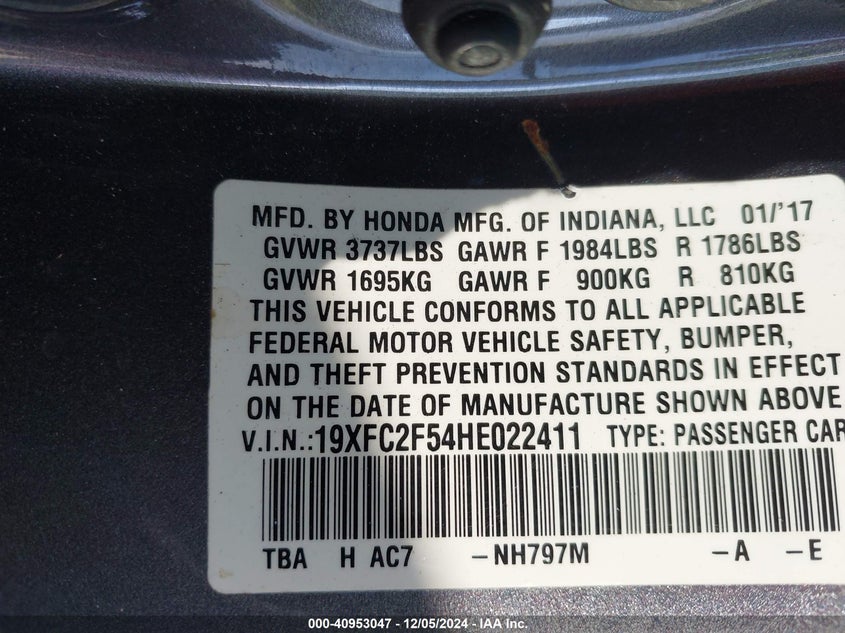 MFD. BY HONDA MFG. OF INDIANA, LLC 01/'17
GVWR 3737LBS GAWR F 1984LBS R 1786LBS
GVWR 1695KG GAWR F 900KG R 810KG
THIS VEHICLE CONFORMS TO ALL APPLICABLE
FEDERAL MOTOR VEHICLE SAFETY, BUMPER,
AND THEFT PREVENTION STANDARDS IN EFFECT
ON THE DATE OF MANUFACTURE SHOWN ABOVE
V.I.N.:19XFC2F54HE022411 TYPE: PASSENGER CAR
TBA H AC7 -NH797M -A -E
000-40953047 - 12/05/2024 - IAA Inc.